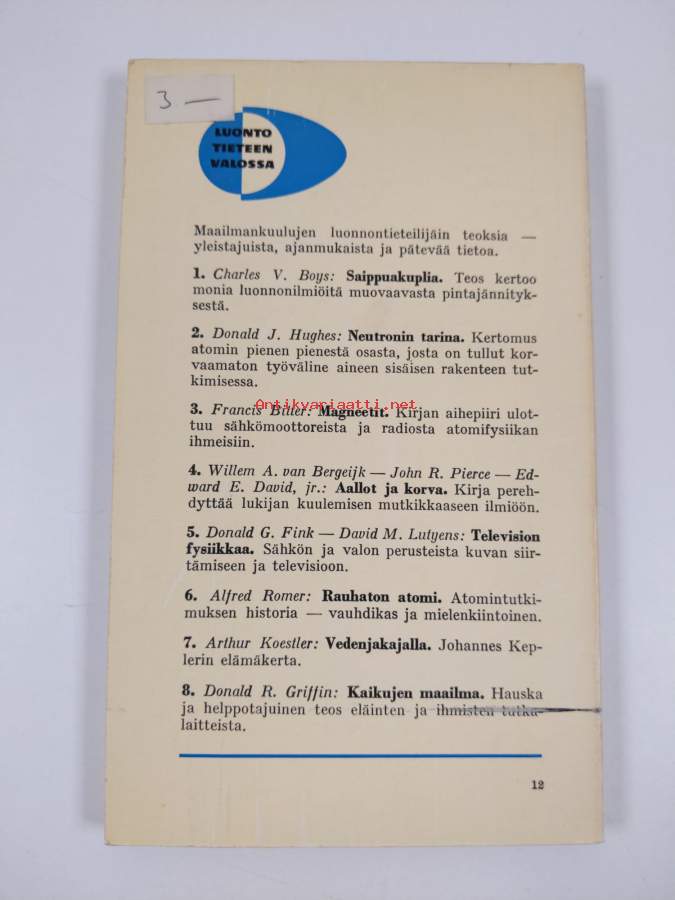 3 —
LUONTO
TIETEEN
VALOSSA
Maailmankuulujen luonnontieteilijäin teoksia —
yleistajuista, ajanmukaista ja pätevää tietoa.
1. Charles V. Boys: Saippuakuplia. Teos kertoo
monia luonnonilmiöitä muovaavasta pintajännityk-
sestä.
2. Donald J. Hughes: Neutronin tarina. Kertomus
atomin pienen pienestä osasta, josta on tullut kor-
vaamaton työväline aineen sisäisen rakenteen tut-
kimisessa.
Antikvariaatti.net
3. Francis Bitter: Magneetit. Kirjan aihepiiri ulot-
tuu sähkömoottoreista ja radiosta atomifysiikan
ihmeisiin.
4. Willem A. van Bergeijk — John R. Pierce — Ed-
ward E. David, jr.: Aallot ja korva. Kirja pereh-
dyttää lukijan kuulemisen mutkikkaaseen ilmiöön.
5. Donald G. Fink — David M. Lutyens: Television
fysiikkaa. Sähkön ja valon perusteista kuvan siir-
tämiseen ja televisioon.
6. Alfred Romer: Rauhaton atomi. Atomintutki-
muksen historia — vauhdikas ja mielenkiintoinen.
7. Arthur Koestler: Vedenjakajalla. Johannes Kep-
lerin elämäkerta.
8. Donald R. Griffin: Kaikujen maailma. Hauska
ja helppotajuinen teos eläinten ja ihmisten tutka-
laitteista.
12